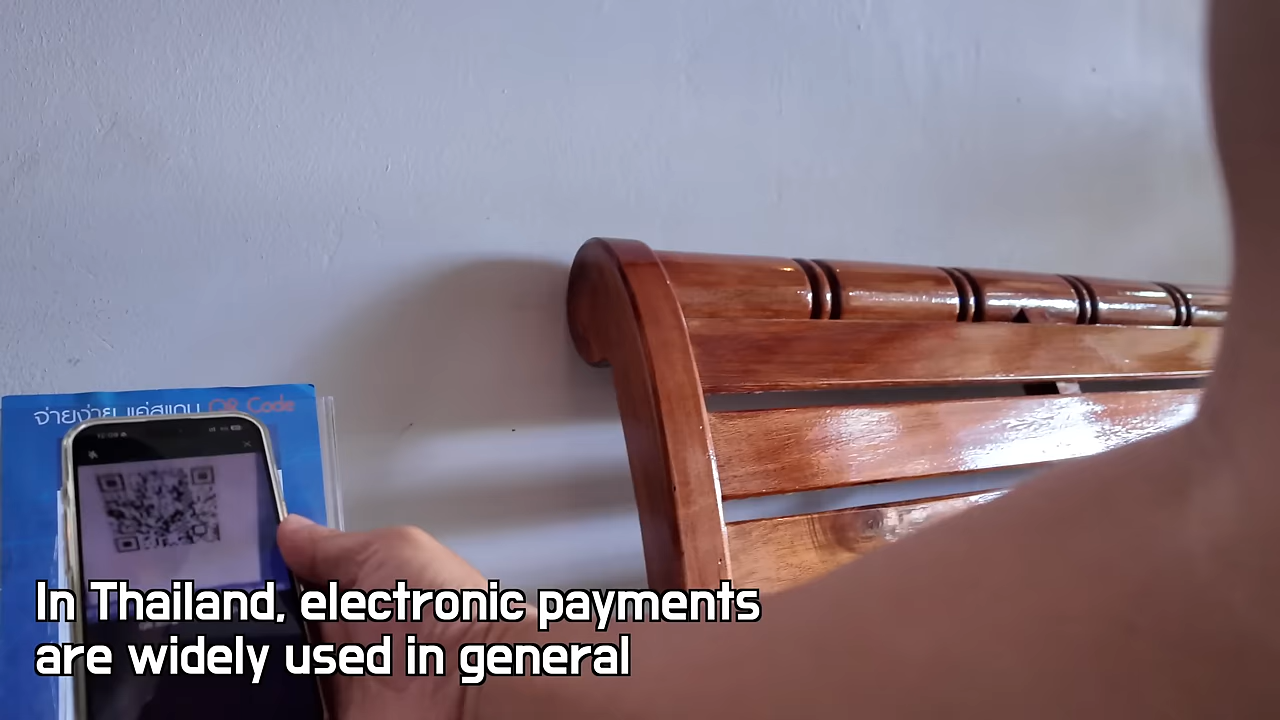 จ่ายง่าย แค่สแกน QR Code
In Thailand, electronic payments
are widely used in general